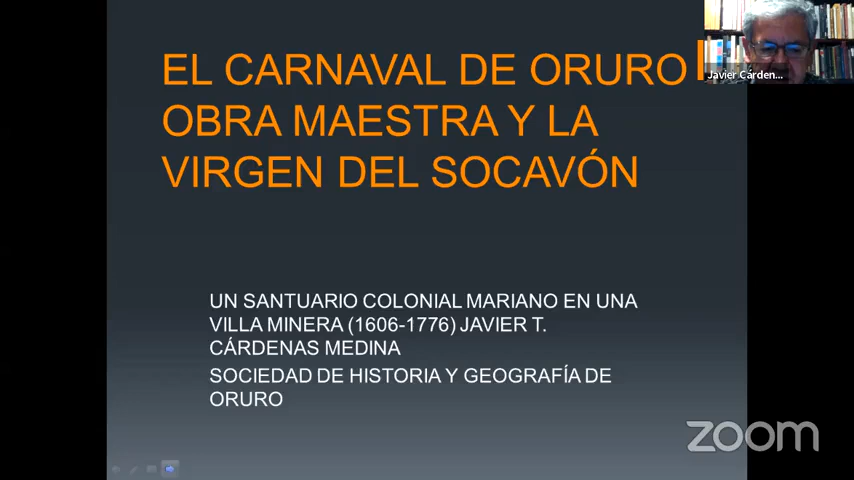 EL CARNAVAL DE ORURO
OBRA MAESTRA Y LA
VIRGEN DEL SOCAVÓN
Javier Cárden...
UN SANTUARIO COLONIAL MARIANO EN UNA
VILLA MINERA (1606-1776) JAVIER T.
CÁRDENAS MEDINA
SOCIEDAD DE HISTORIA Y GEOGRAFÍA DE
ORURO
zoom